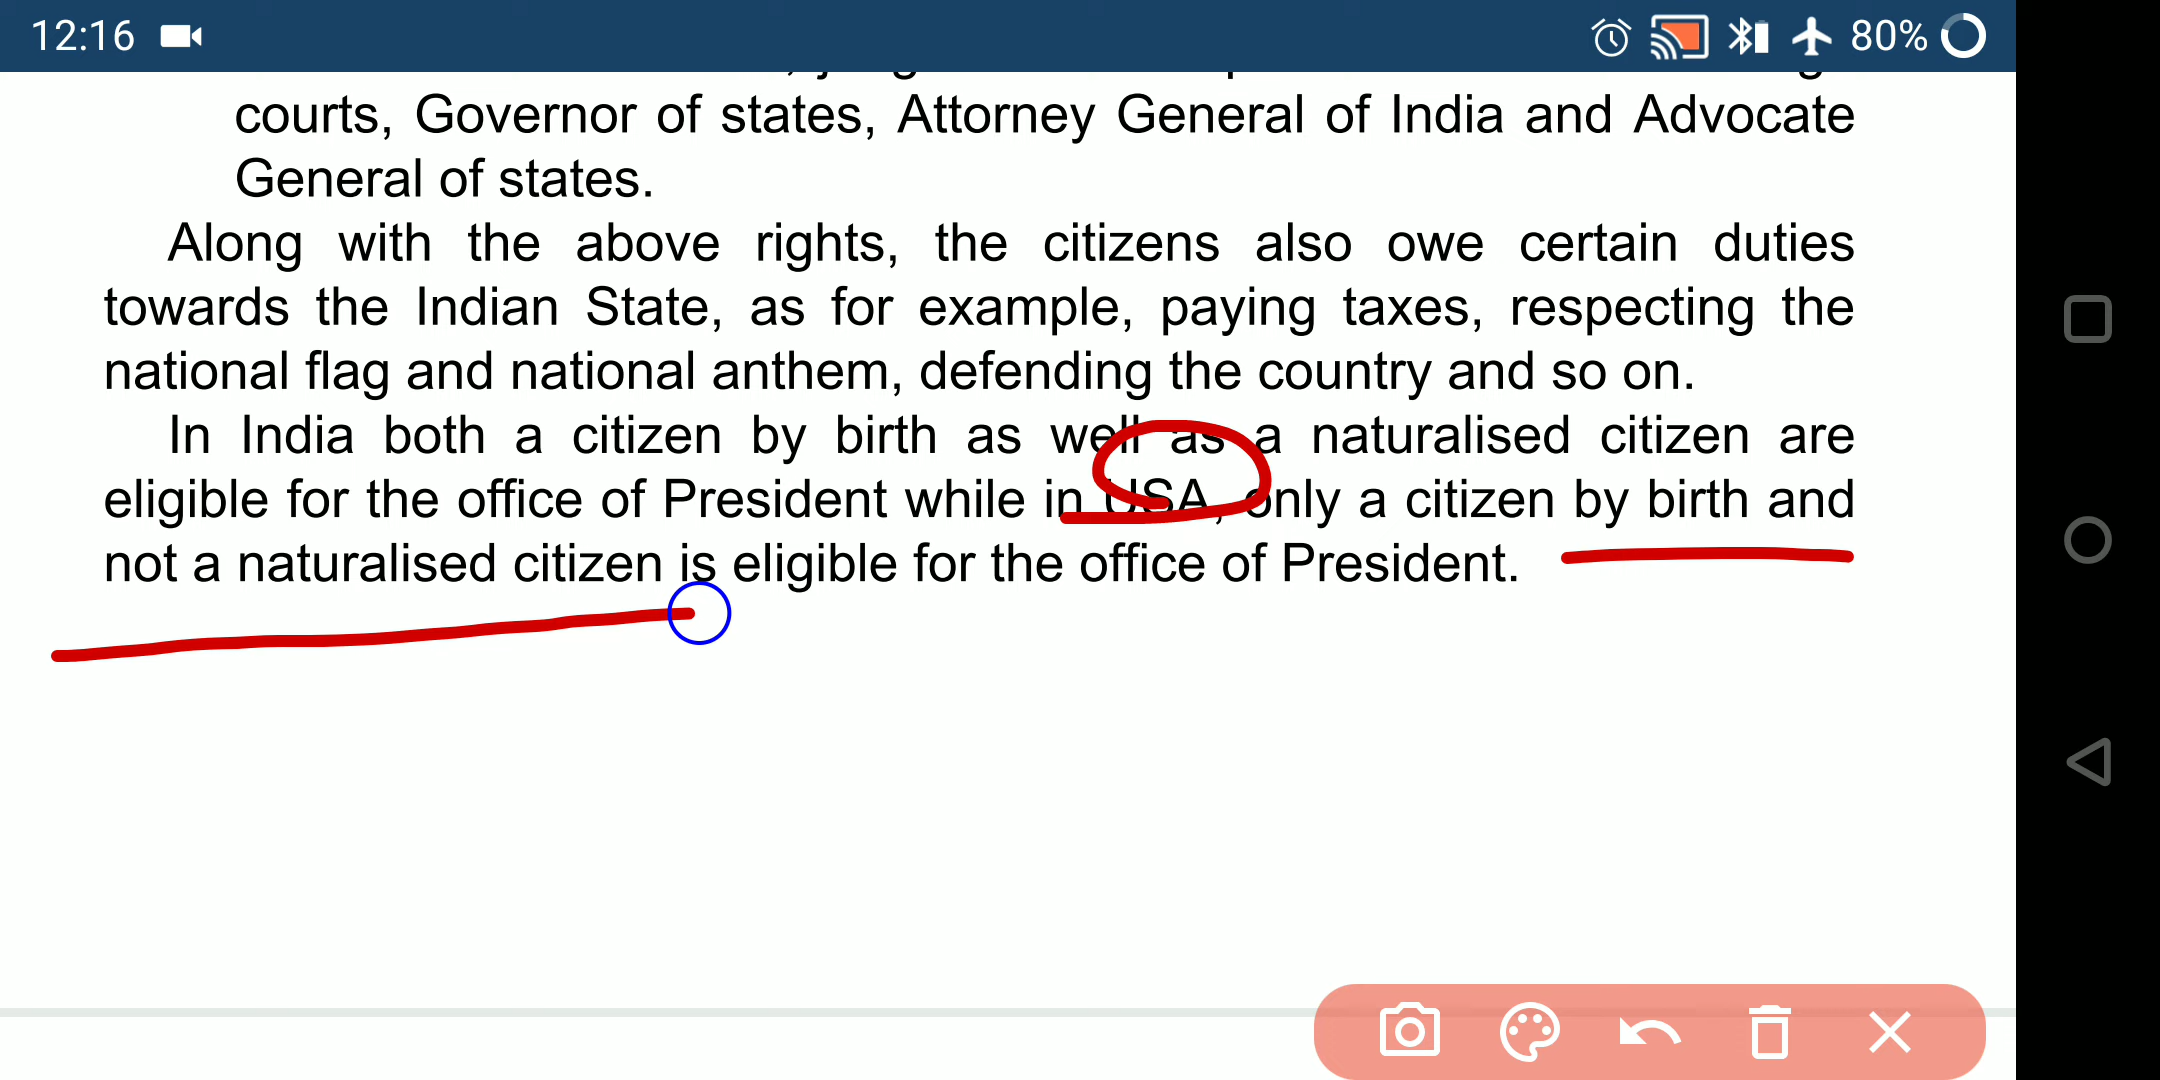 12:16
80%
courts, Governor of states, Attorney General of India and Advocate
General of states.
Along with the above rights, the citizens also owe certain duties
towards the Indian State, as for example, paying taxes, respecting the
national flag and national anthem, defending the country and so on.
In India both a citizen by birth as well as a naturalised citizen are
eligible for the office of President while in USA, only a citizen by birth and
not a naturalised citizen is eligible for the office of President.